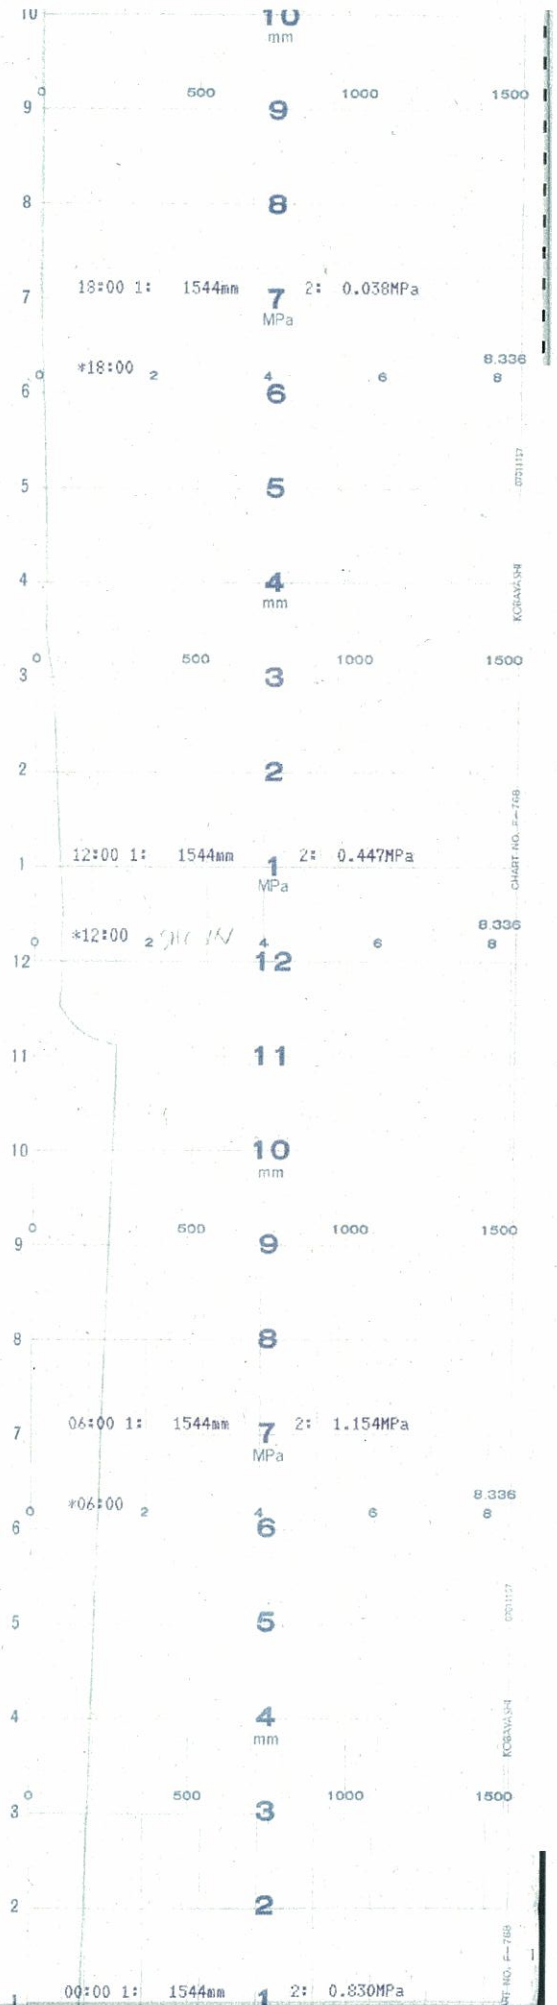 10 10
mm
0 500 1000 1500
9 9
8 8
18:00 1: 1544mm 2: 0.038MPa
7 7
MPa
8.336
*18:00
0 2 4 6 8
6 6
5 5
4 4
mm
KOBAYASHI
0 500 1000 1500
3 3
2 2
12:00 1: 1544mm 2: 0.447MPa
1 1
MPa
CHART NO. F-768
8.336
*12:00
0 2 4 6 8
12 12
11 11
10 10
mm
0 500 1000 1500
9 9
8 8
06:00 1: 1544mm 2: 1.154MPa
7 7
MPa
8.336
*06:00
0 2 4 6 8
6 6
5 5
4 4
mm
KOBAYASHI
0 500 1000 1500
3 3
2 2
00:00 1: 1544mm 2: 0.830MPa
1 1
RT NO. F-768